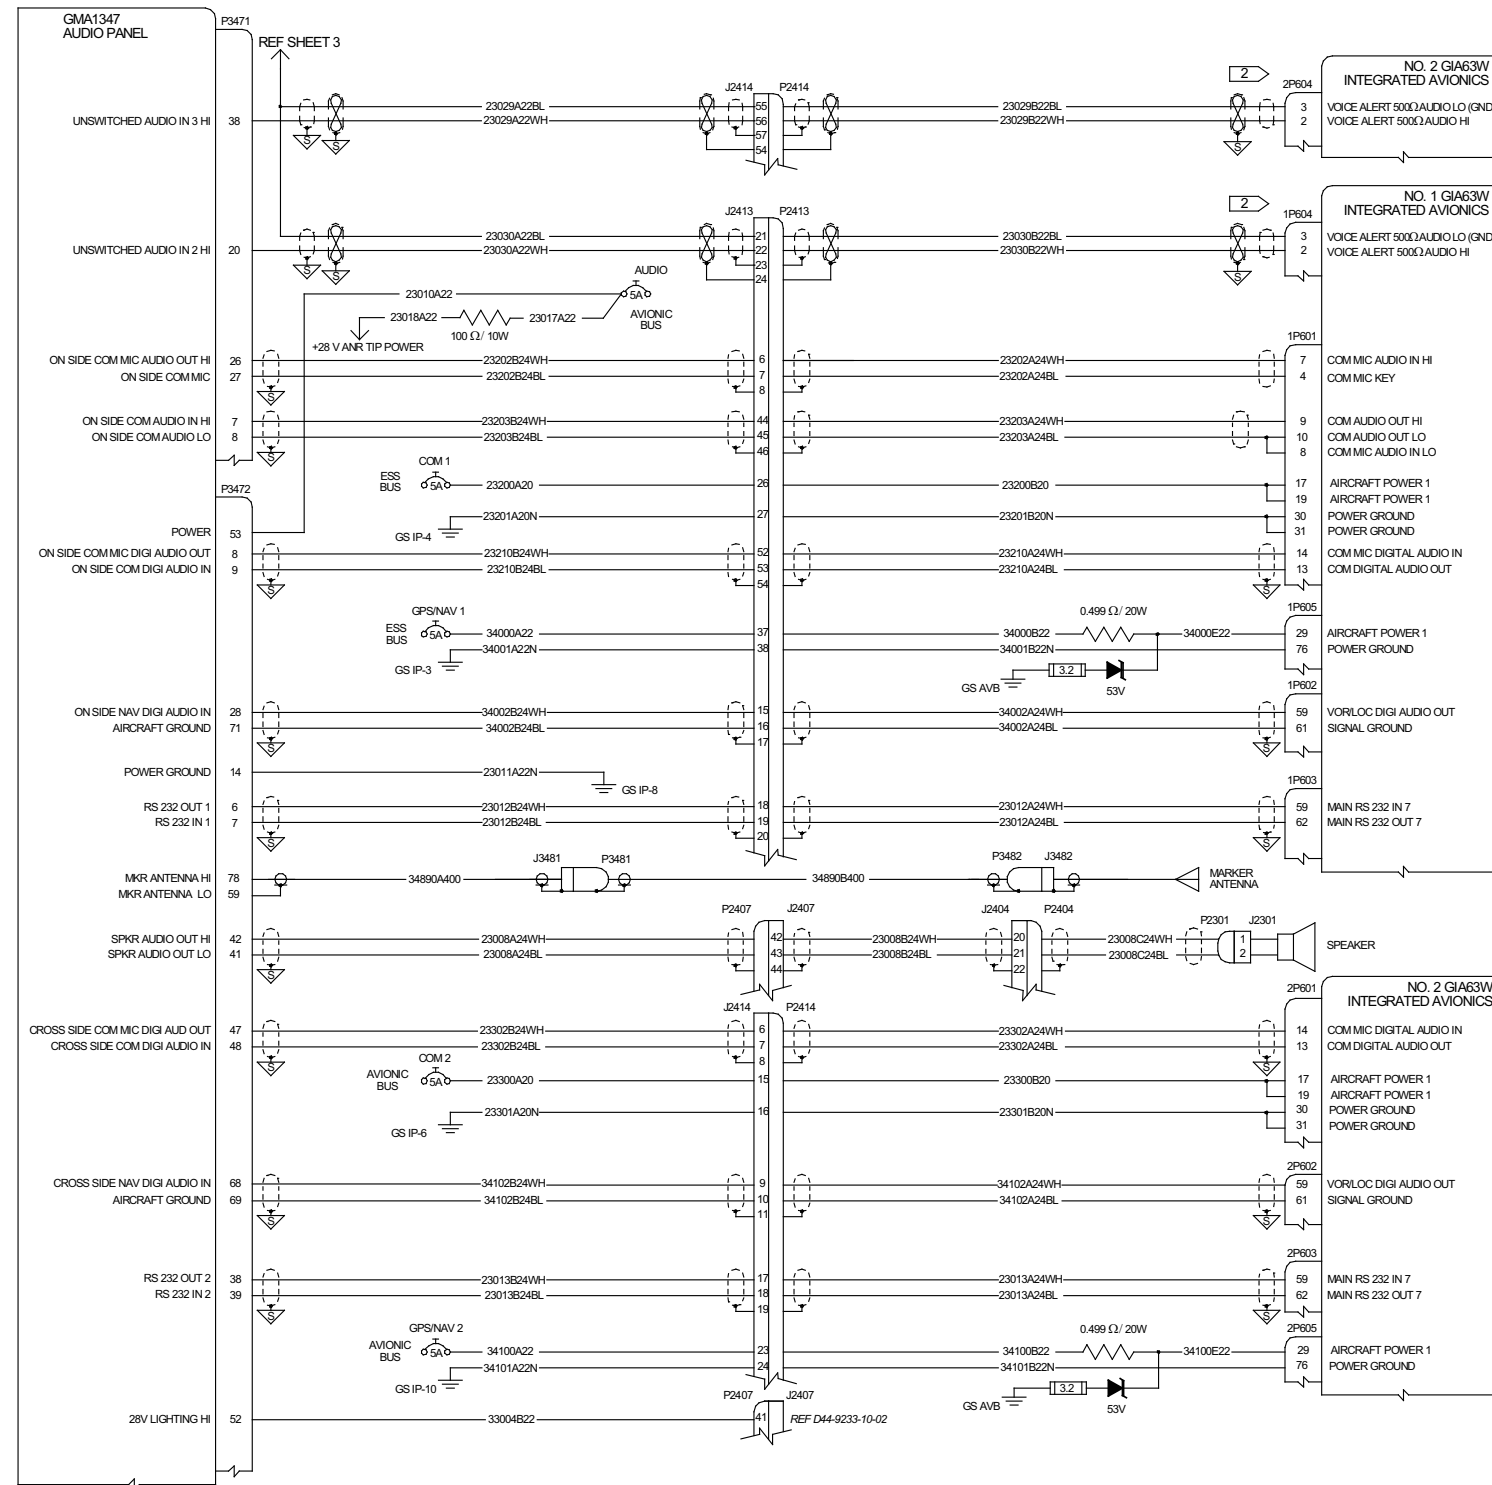 GMA1347
AUDIO PANEL
P3471
REF SHEET 3
2
NO. 2 GIA63W
INTEGRATED AVIONICS
2P604
J2414 P2414
23029A22BL 55 23029B22BL 3 VOICE ALERT 500Ω AUDIO LO (GND
UNSWITCHED AUDIO IN 3 HI 38 23029A22WH 56 23029B22WH 2 VOICE ALERT 500Ω AUDIO HI
57
54
S S S
2
NO. 1 GIA63W
INTEGRATED AVIONICS
1P604
J2413 P2413
23030A22BL 21 23030B22BL 3 VOICE ALERT 500Ω AUDIO LO (GND
UNSWITCHED AUDIO IN 2 HI 20 23030A22WH 22 23030B22WH 2 VOICE ALERT 500Ω AUDIO HI
23
24
S S S
AUDIO
23010A22 5A
AVIONIC
BUS
23018A22 23017A22
100 Ω/ 10W
+28 V ANR TIP POWER
1P601
ON SIDE COM MIC AUDIO OUT HI 26 23202B24WH 6 23202A24WH 7 COM MIC AUDIO IN HI
ON SIDE COM MIC 27 23202B24BL 7 23202A24BL 4 COM MIC KEY
S 8
ON SIDE COM AUDIO IN HI 7 23203B24WH 44 23203A24WH 9 COM AUDIO OUT HI
ON SIDE COM AUDIO LO 8 23203B24BL 45 23203A24BL 10 COM AUDIO OUT LO
S 46 8 COM MIC AUDIO IN LO
COM 1
ESS
BUS
5A 23200A20 26 23200B20 17 AIRCRAFT POWER 1
19 AIRCRAFT POWER 1
P3472
GS IP-4 23201A20N 27 23201B20N 30 POWER GROUND
POWER 53 31 POWER GROUND
ON SIDE COM MIC DIGI AUDIO OUT 8 23210B24WH 52 23210A24WH 14 COM MIC DIGITAL AUDIO IN
ON SIDE COM DIGI AUDIO IN 9 23210B24BL 53 23210A24BL 13 COM DIGITAL AUDIO OUT
S 54 S
GPS/NAV 1 0.499 Ω/ 20W 1P605
ESS
BUS
5A 34000A22 37 34000B22 34000E22 29 AIRCRAFT POWER 1
GS IP-3 34001A22N 38 34001B22N 76 POWER GROUND
GS AVB 3.2 53V
1P602
ON SIDE NAV DIGI AUDIO IN 28 34002B24WH 15 34002A24WH 59 VOR/LOC DIGI AUDIO OUT
AIRCRAFT GROUND 71 34002B24BL 16 34002A24BL 61 SIGNAL GROUND
S 17 S
POWER GROUND 14 23011A22N GS IP-8
1P603
RS 232 OUT 1 6 23012B24WH 18 23012A24WH 59 MAIN RS 232 IN 7
RS 232 IN 1 7 23012B24BL 19 23012A24BL 62 MAIN RS 232 OUT 7
S 20 S
J3481 P3481 P3482 J3482
MKR ANTENNA HI 78 34890A400 34890B400 MARKER
ANTENNA
MKR ANTENNA LO 59
P2407 J2407 J2404 P2404 P2301 J2301
SPKR AUDIO OUT HI 42 23008A24WH 42 23008B24WH 20 23008C24WH 1
SPEAKER
SPKR AUDIO OUT LO 41 23008A24BL 43 23008B24BL 21 23008C24BL 2
S 44 22
NO. 2 GIA63W
INTEGRATED AVIONICS
2P601
J2414 P2414
CROSS SIDE COM MIC DIGI AUD OUT 47 23302B24WH 6 23302A24WH 14 COM MIC DIGITAL AUDIO IN
CROSS SIDE COM DIGI AUDIO IN 48 23302B24BL 7 23302A24BL 13 COM DIGITAL AUDIO OUT
S 8 S
COM 2
AVIONIC
BUS
5A 23300A20 15 23300B20 17 AIRCRAFT POWER 1
19 AIRCRAFT POWER 1
GS IP-6 23301A20N 16 23301B20N 30 POWER GROUND
31 POWER GROUND
2P602
CROSS SIDE NAV DIGI AUDIO IN 68 34102B24WH 9 34102A24WH 59 VOR/LOC DIGI AUDIO OUT
AIRCRAFT GROUND 69 34102B24BL 10 34102A24BL 61 SIGNAL GROUND
S 11 S
2P603
RS 232 OUT 2 38 23013B24WH 17 23013A24WH 59 MAIN RS 232 IN 7
RS 232 IN 2 39 23013B24BL 18 23013A24BL 62 MAIN RS 232 OUT 7
S 19 S
GPS/NAV 2 0.499 Ω/ 20W 2P605
AVIONIC
BUS
5A 34100A22 23 34100B22 34100E22 29 AIRCRAFT POWER 1
GS IP-10 34101A22N 24 34101B22N 76 POWER GROUND
GS AVB 3.2 53V
P2407 J2407
28V LIGHTING HI 52 33004B22 41 REF D44-9233-10-02